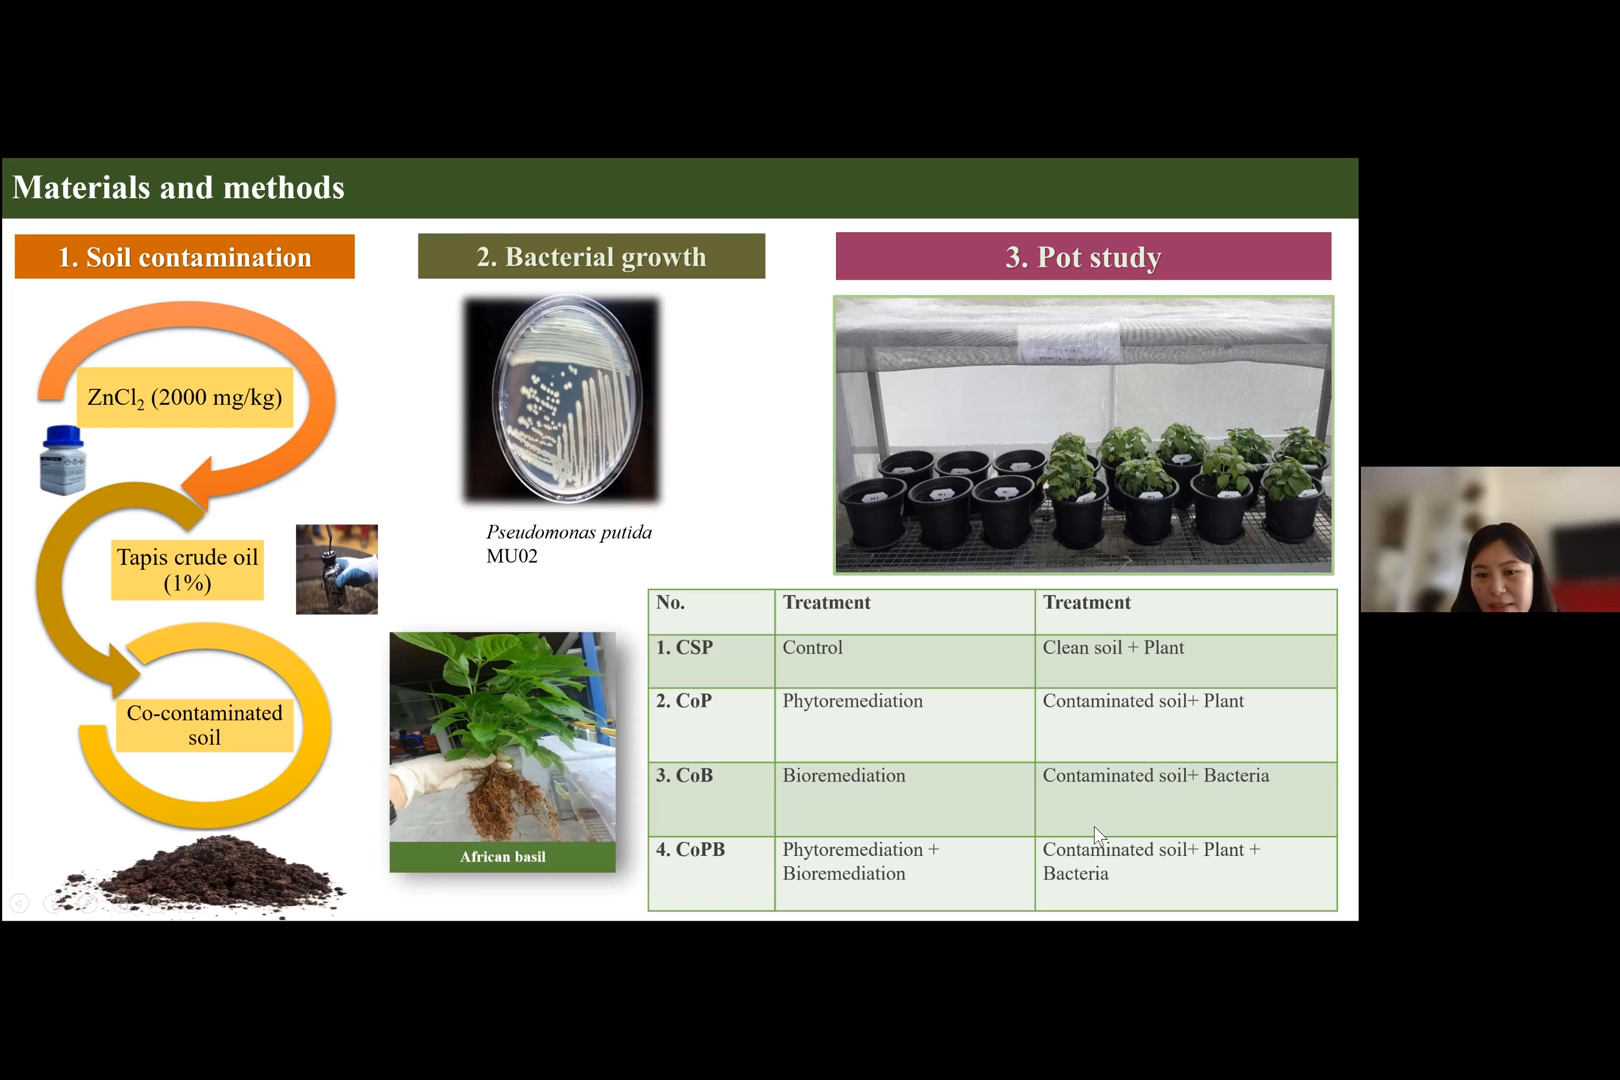 Materials and methods
1. Soil contamination
ZnCl₂ (2000 mg/kg)
Tapis crude oil
(1%)
Co-contaminated
soil
2. Bacterial growth
Pseudomonas putida
MU02
African basil
3. Pot study
No. Treatment Treatment
1. CSP Control Clean soil + Plant
2. CoP Phytoremediation Contaminated soil+ Plant
3. CoB Bioremediation Contaminated soil+ Bacteria
4. CoPB Phytoremediation + Contaminated soil+ Plant +
Bioremediation Bacteria